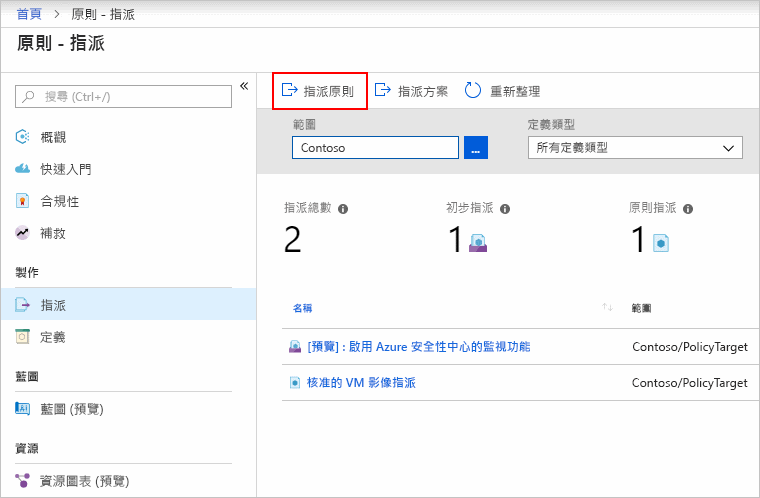 首頁 > 原則 - 指派
原則 - 指派
搜尋 (Ctrl+/)
«
概觀
快速入門
合規性
補救
製作
指派
定義
藍圖
藍圖 (預覽)
資源
資源圖表 (預覽)
指派原則 指派方案 重新整理
範圍 定義類型
Contoso ... 所有定義類型
指派總數 初步指派 原則指派
2 1 1
名稱 ↑↓ 範圍
[預覽] : 啟用 Azure 安全性中心的監視功能 Contoso/PolicyTarget
核准的 VM 影像指派 Contoso/PolicyTarget